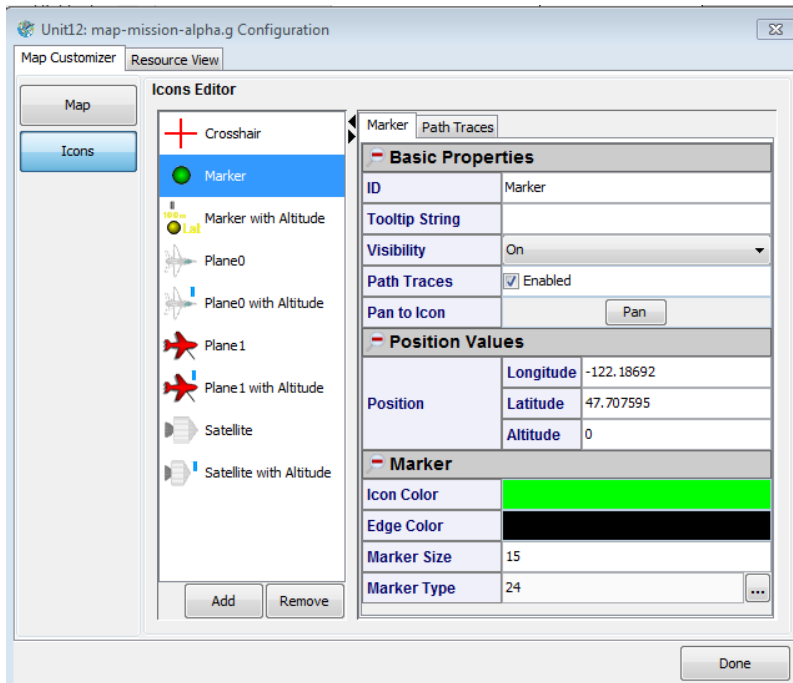 Unit12: map-mission-alpha.g Configuration
Map Customizer Resource View
Map
Icons
Icons Editor
Crosshair
Marker
Marker with Altitude
Plane0
Plane0 with Altitude
Plane1
Plane1 with Altitude
Satellite
Satellite with Altitude
Add Remove
Marker Path Traces
Basic Properties
ID Marker
Tooltip String
Visibility On
Path Traces Enabled
Pan to Icon Pan
Position Values
Position
Longitude -122.18692
Latitude 47.707595
Altitude 0
Marker
Icon Color
Edge Color
Marker Size 15
Marker Type 24 ...
Done